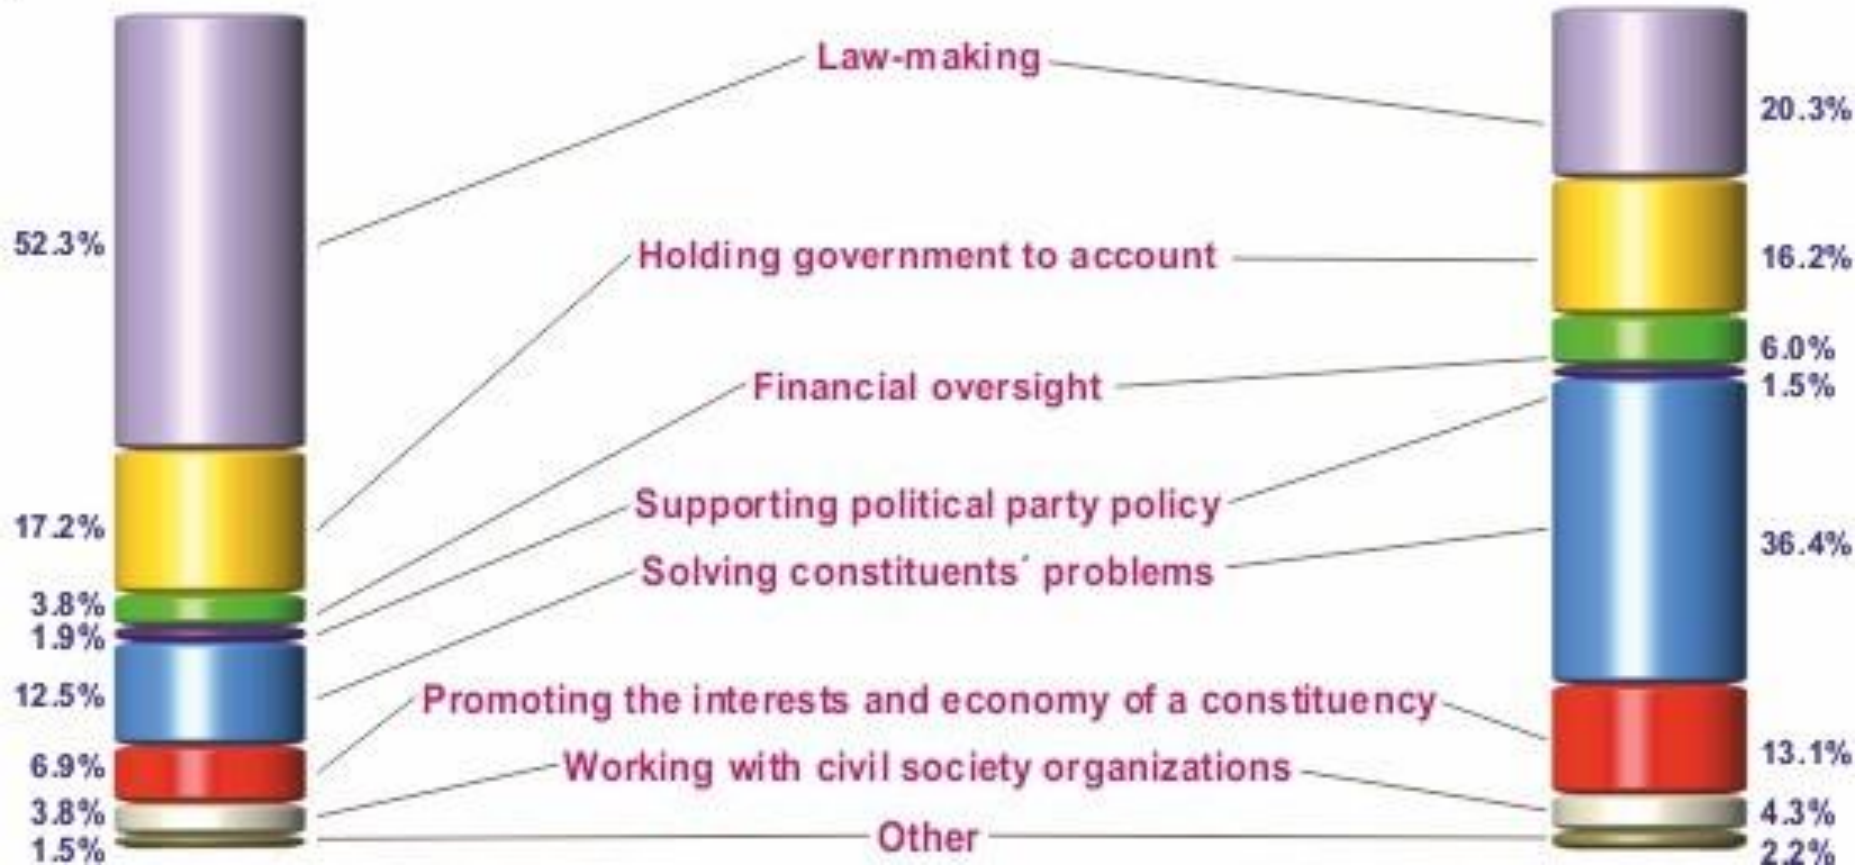 Law-making
20.3%
52.3%
Holding government to account
16.2%
Financial oversight
6.0%
1.5%
Supporting political party policy
17.2%
36.4%
Solving constituents´ problems
3.8%
1.9%
12.5%
Promoting the interests and economy of a constituency
13.1%
6.9%
Working with civil society organizations
3.8%
4.3%
Other
1.5%
2.2%